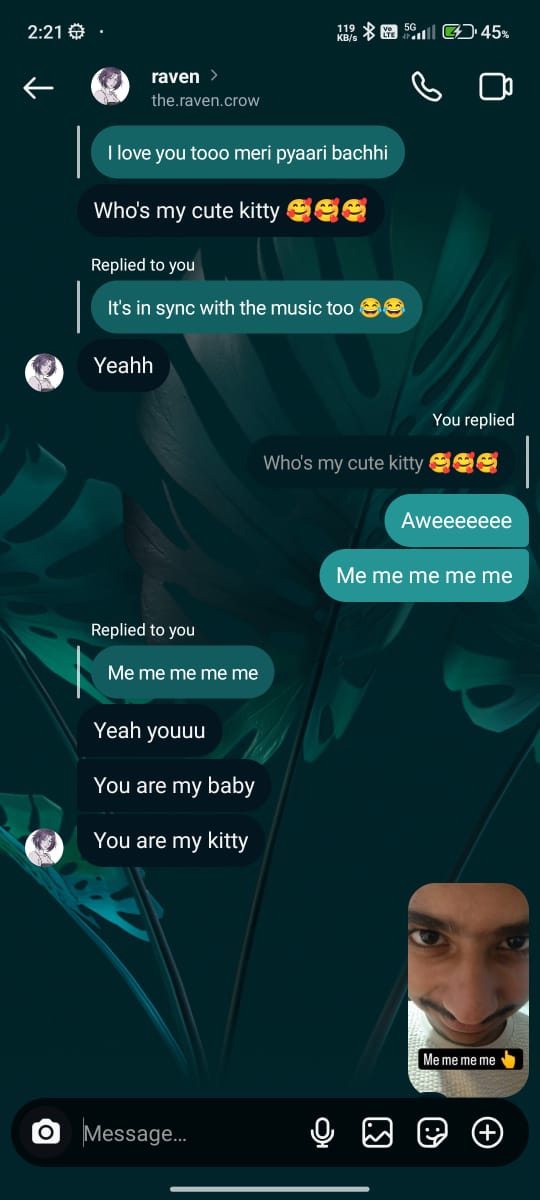 2:21
119 KB/s Vo LTE 5G 45%
raven
the.raven.crow
I love you tooo meri pyaari bachhi
Who's my cute kitty 🥰🥰🥰
Replied to you
It's in sync with the music too 😂😂
Yeahh
You replied
Who's my cute kitty 🥰🥰🥰
Aweeeeeee
Me me me me me
Replied to you
Me me me me me
Yeah youuu
You are my baby
You are my kitty
Me me me me 👆
Message...